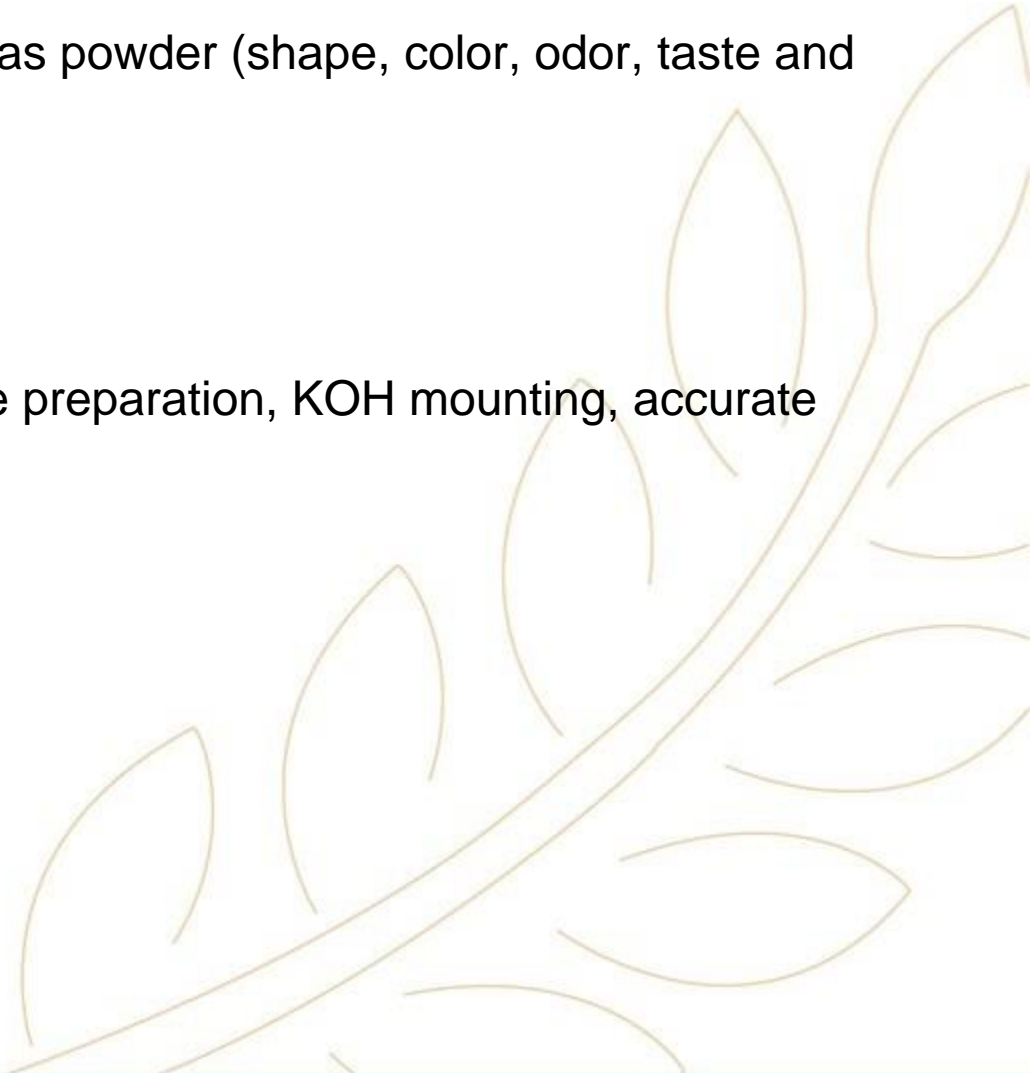 as powder (shape, color, odor, taste and
preparation, KOH mounting, accurate